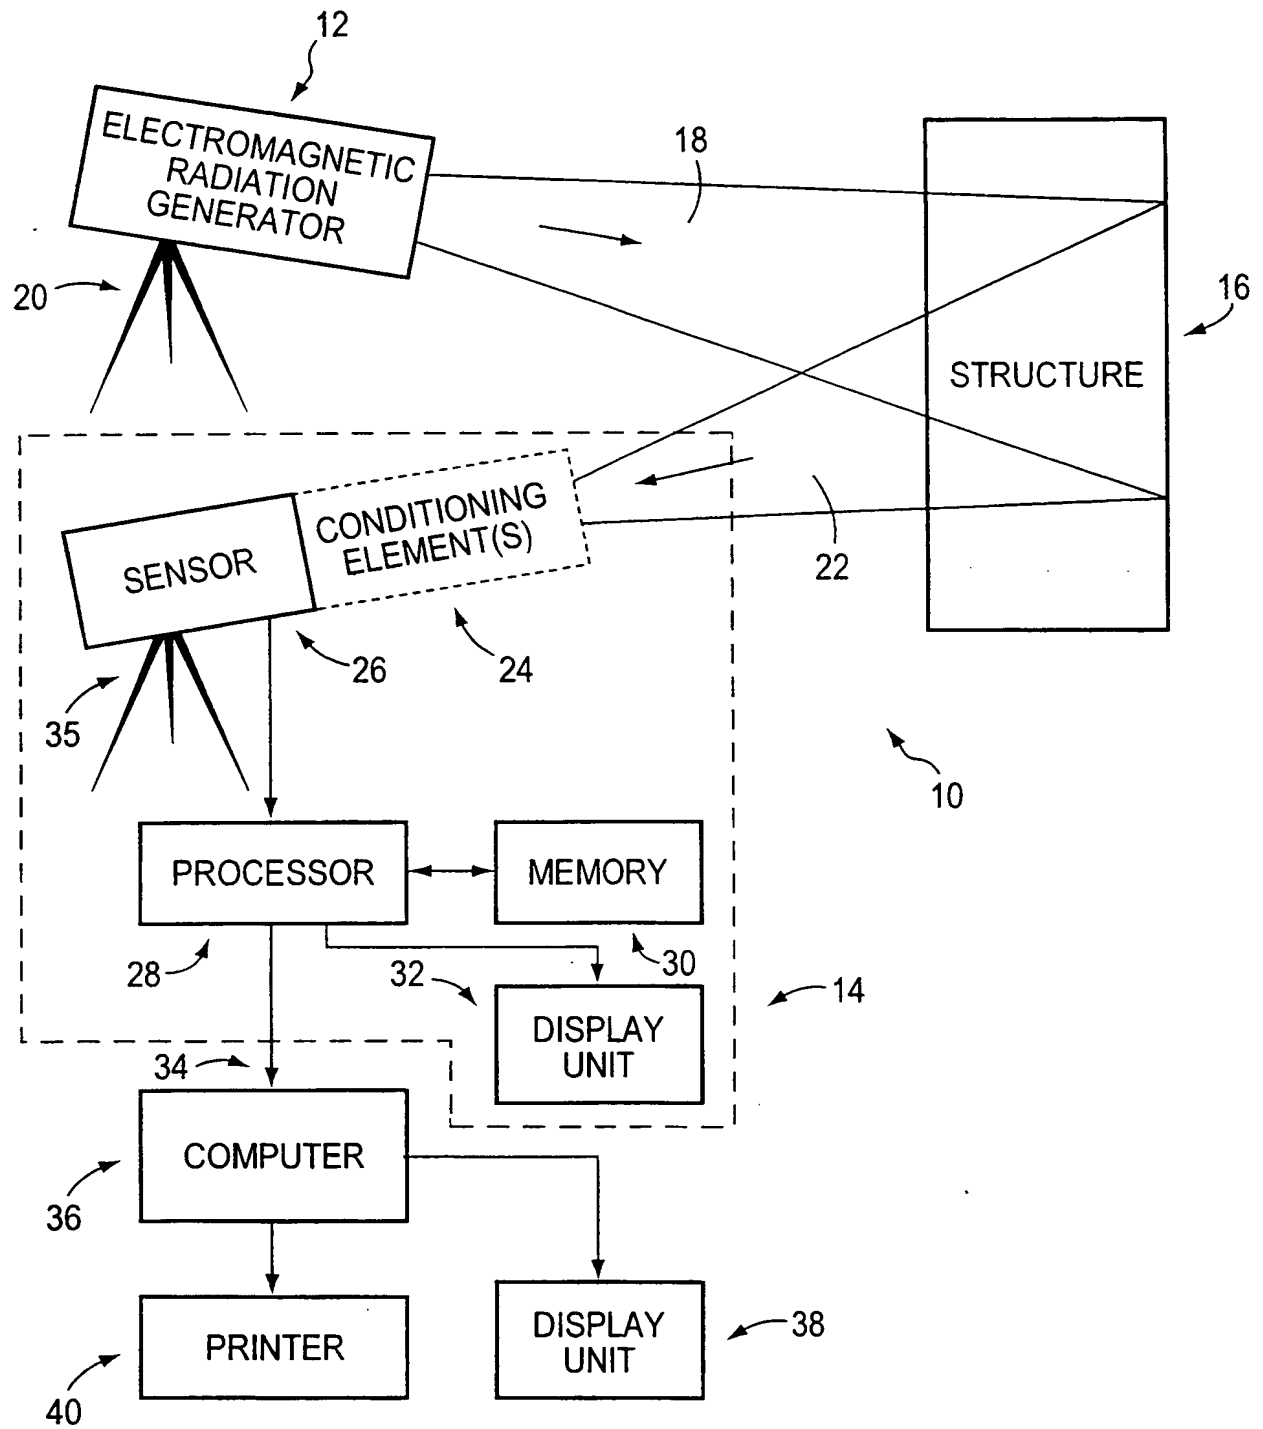 12
ELECTROMAGNETIC
RADIATION
GENERATOR
18
20
16
STRUCTURE
CONDITIONING
ELEMENT(S)
SENSOR
22
26
24
35
10
PROCESSOR
MEMORY
28
32
30
14
DISPLAY
UNIT
34
COMPUTER
36
PRINTER
DISPLAY
UNIT
38
40